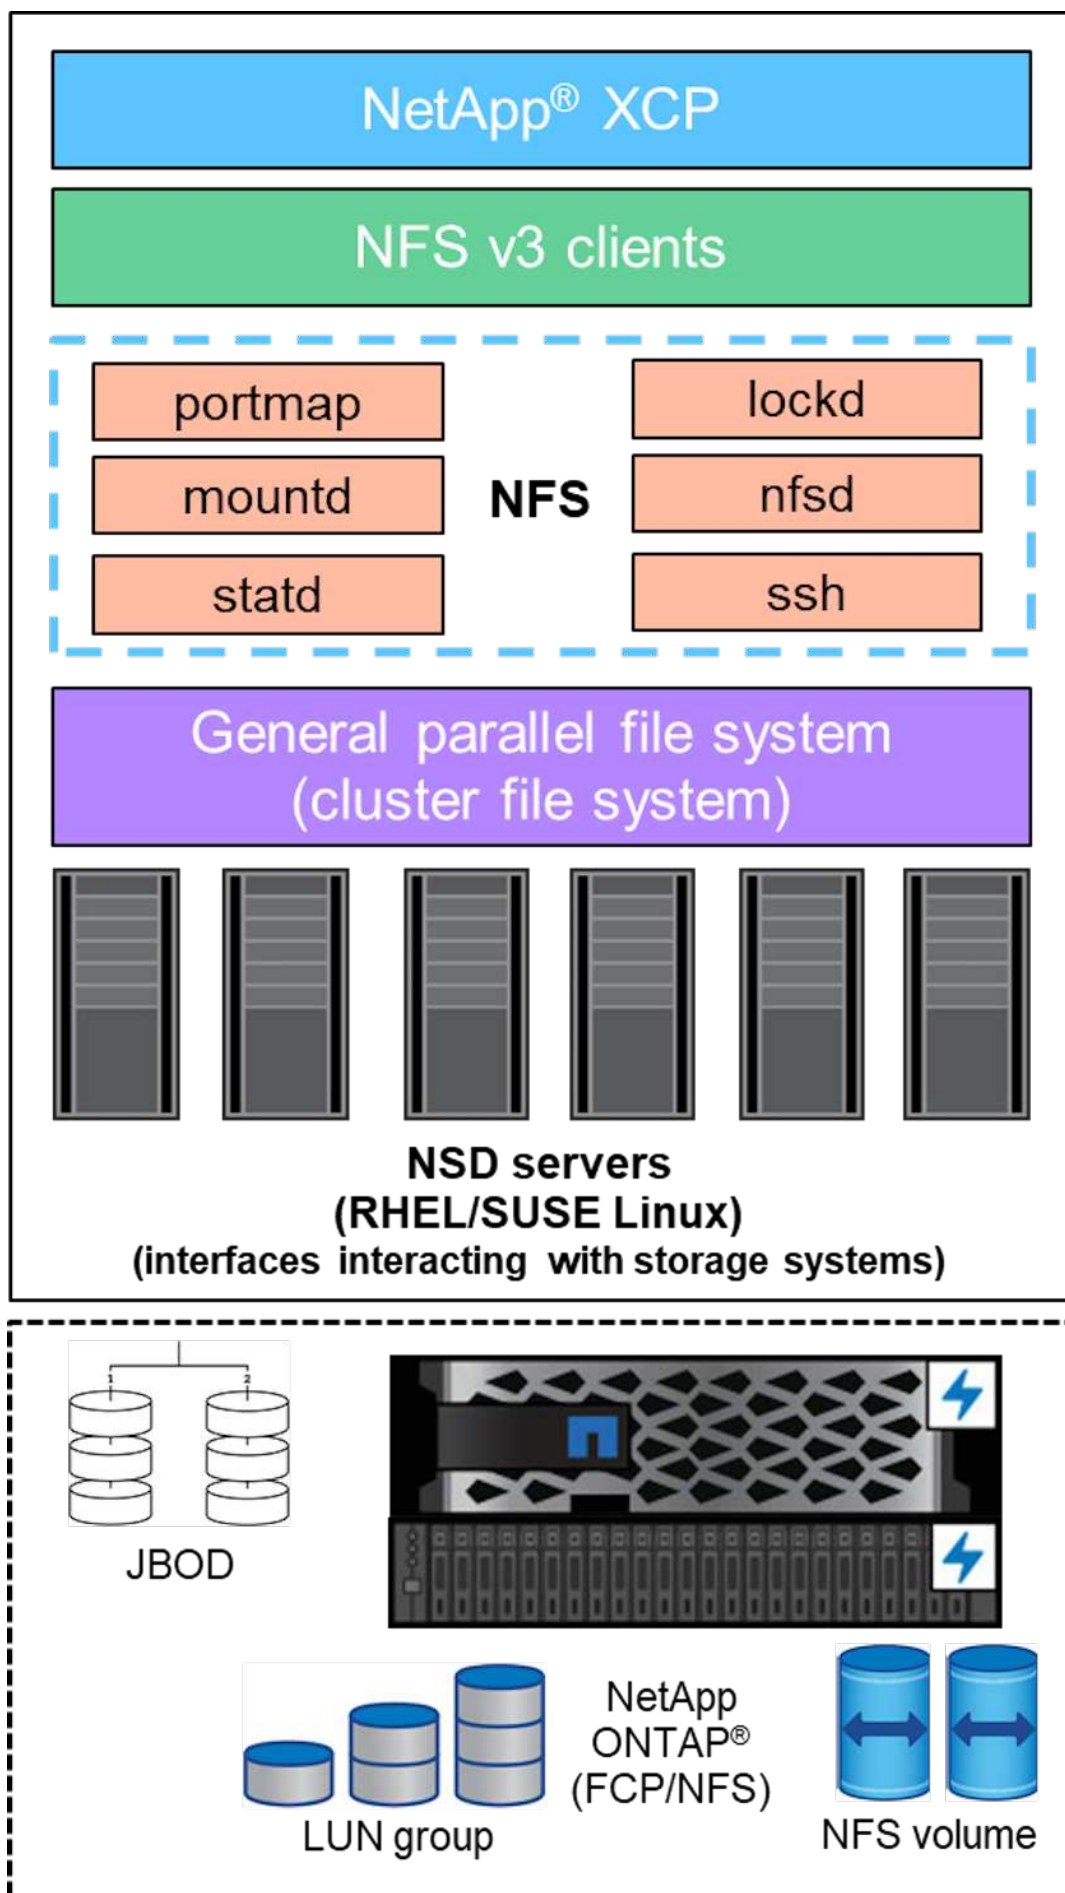 NetApp® XCP
NFS v3 clients
portmap
lockd
mountd
NFS
nfsd
statd
ssh
General parallel file system
(cluster file system)
NSD servers
(RHEL/SUSE Linux)
(interfaces interacting with storage systems)
1
2
JBOD
NetApp
ONTAP®
(FCP/NFS)
LUN group
NFS volume